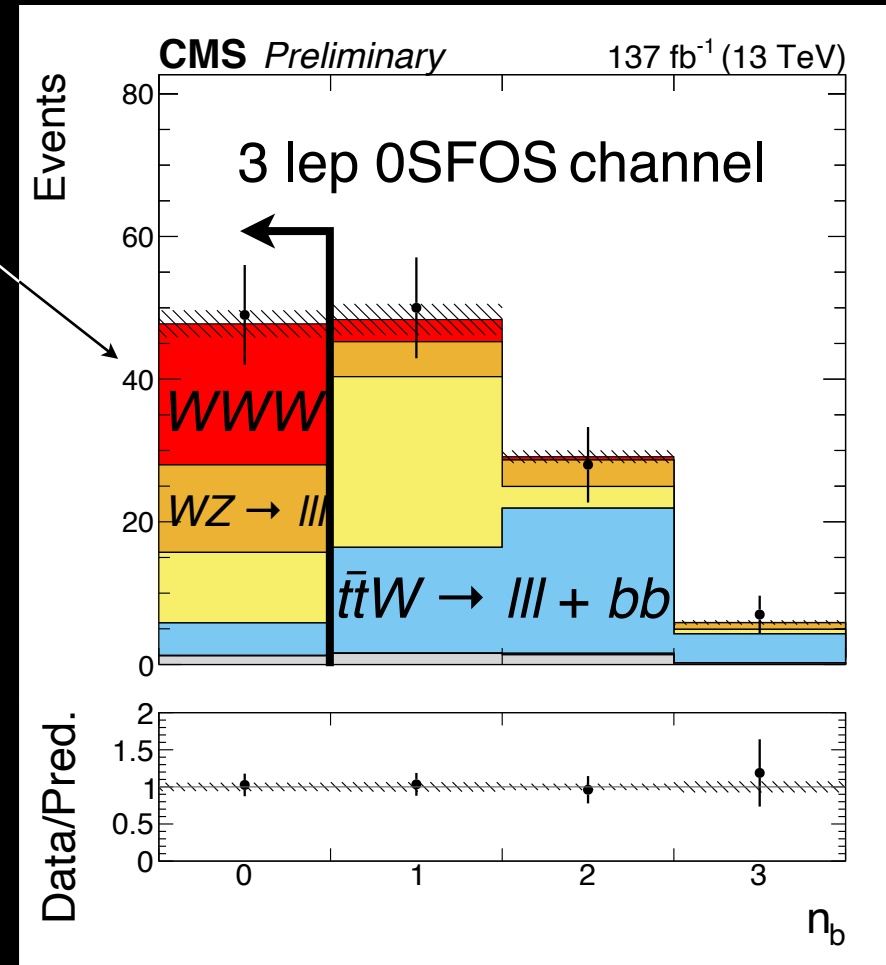 CMS Preliminary 137 fb⁻¹ (13 TeV)
Events
80
3 lep 0SFOS channel
60
40
WWW
WZ → lll
20
t̄t̄W → lll + bb
0
Data/Pred.
2
1.5
1
0.5
0
0 1 2 3
n_b